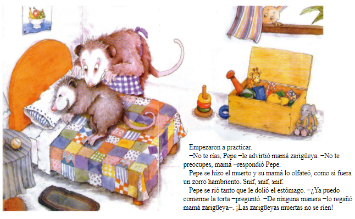 Empezaron a practicar.
–No te rías, Pepe –le advirtió mamá zarigüeya. –No te
preocupes, mamá –respondió Pepe.
Pepe se hizo el muerto y su mamá lo olfateó, como si fuera
un zorro hambriento. Snif, snif, snif.
Pepe se rió tanto que le dolió el estómago. –¿Ya puedo
comerme la torta –preguntó. –De ninguna manera –lo regañó
mamá zarigüeya–. ¡Las zarigüeyas muertas no se ríen!